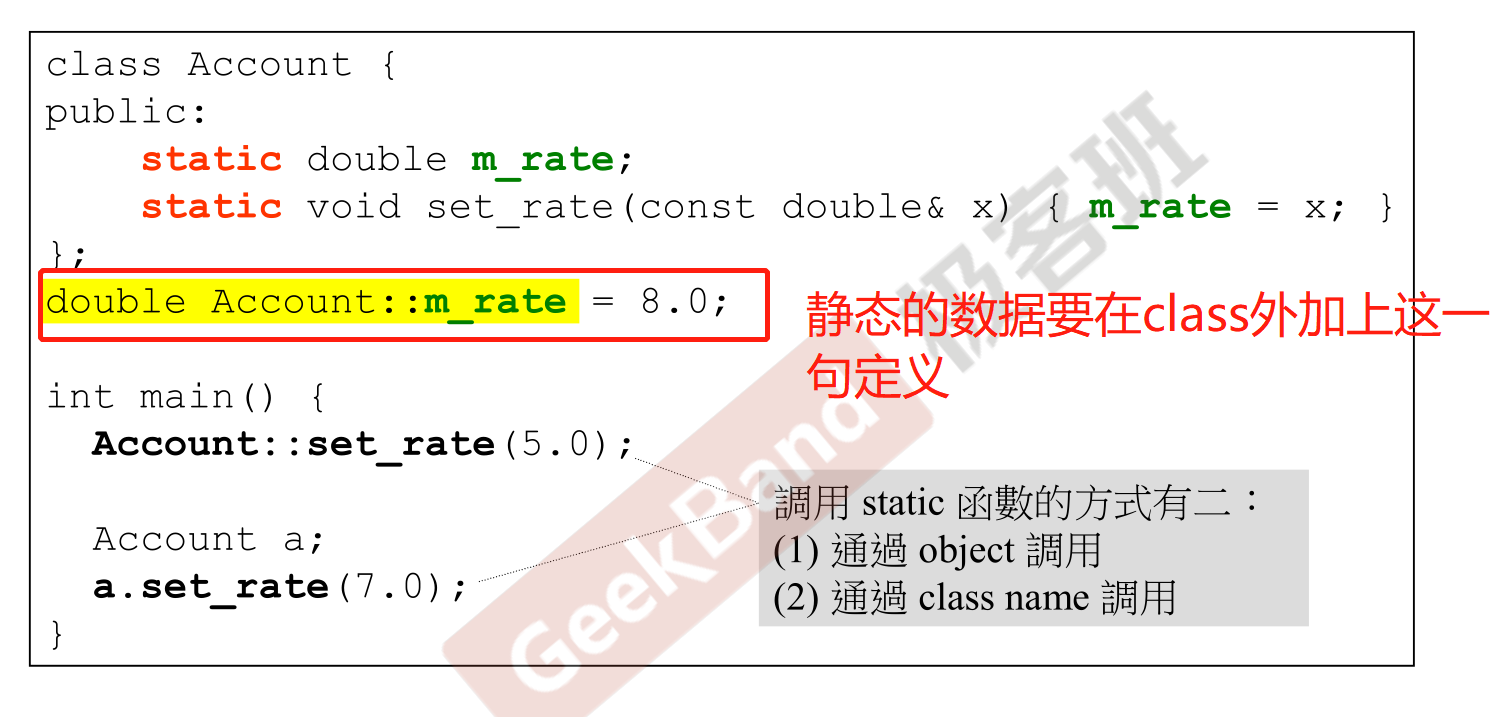 class Account {
public:
static double m_rate;
static void set_rate(const double& x) { m_rate = x; }
};
double Account::m_rate = 8.0;
静态的数据要在class外加上这一
句定义
int main() {
Account::set_rate(5.0);
Account a;
a.set_rate(7.0);
}
調用 static 函數的方式有二：
(1) 通過 object 調用
(2) 通過 class name 調用
GeekBand 极客班